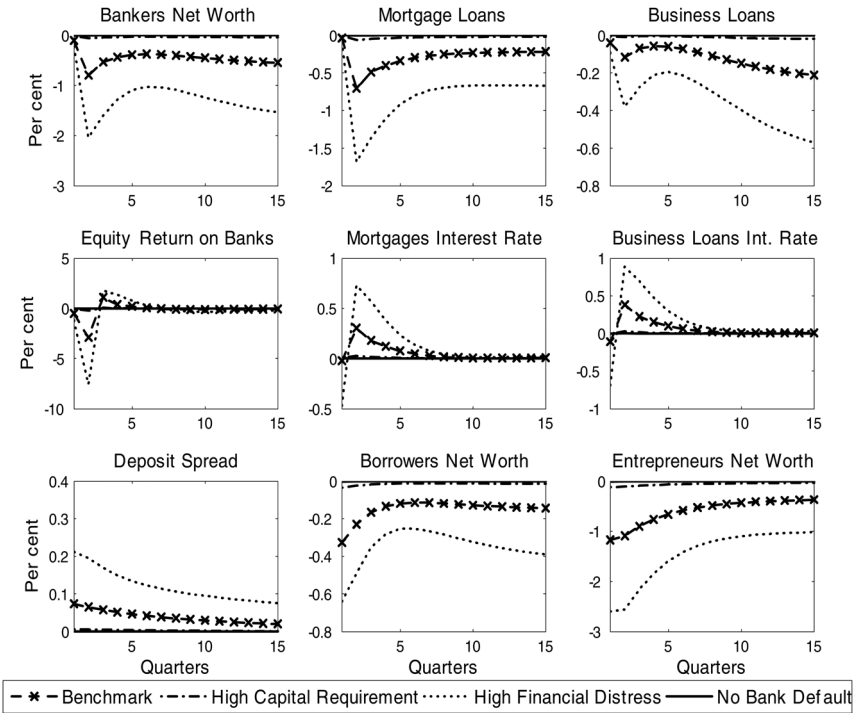 Bankers Net Worth Mortgage Loans Business Loans
0 0 0
-1 -0.5 -0.2
Per cent
-1 -0.4
-2 -1.5 -0.6
-3 -2 -0.8
5 10 15 5 10 15 5 10 15
Equity Return on Banks Mortgages Interest Rate Business Loans Int. Rate
5 1 1
0 0.5 0.5
Per cent
0
-5 0 -0.5
-10 -0.5 -1
5 10 15 5 10 15 5 10 15
Deposit Spread Borrowers Net Worth Entrepreneurs Net Worth
0.4 0 0
0.3 -0.2 -1
Per cent
0.2 -0.4
0.1 -0.6 -2
0 -0.8 -3
5 10 15 5 10 15 5 10 15
Quarters Quarters Quarters
Benchmark High Capital Requirement High Financial Distress No Bank Default